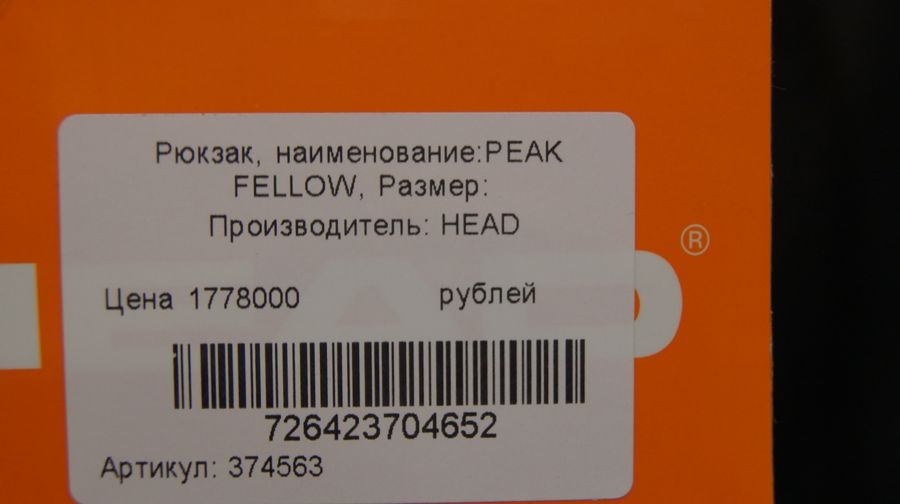 Рюкзак, наименование:PEAK
FELLOW, Размер:
Производитель: HEAD
®
Цена 1778000 рублей
726423704652
Артикул: 374563